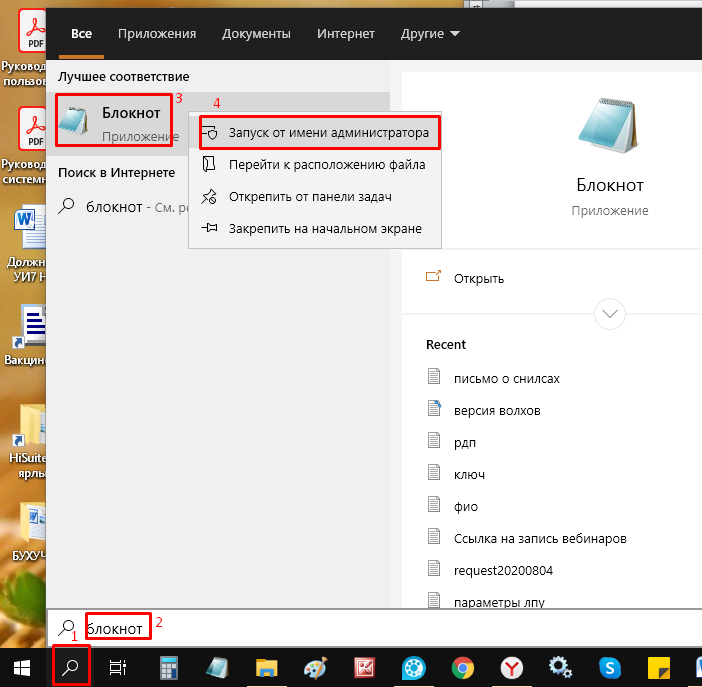 Все Приложения Документы Интернет Другие
Лучшее соответствие
Блокнот
3
Приложение
4
Запуск от имени администратора
Перейти к расположению файла
Открепить от панели задач
Закрепить на начальном экране
Поиск в Интернете
блокнот - См. ре
Блокнот
Приложение
Открыть
Recent
письмо о снилсах
версия волхов
рдп
ключ
фио
Ссылка на запись вебинаров
request20200804
параметры лпу
PDF
Руковод
пользов
PDF
Руковод
системн
W
Должн
УИ7 Н
Вакцин
HiSuite
ярль
W
БУХУЧ
блокнот
2
1
Y
S